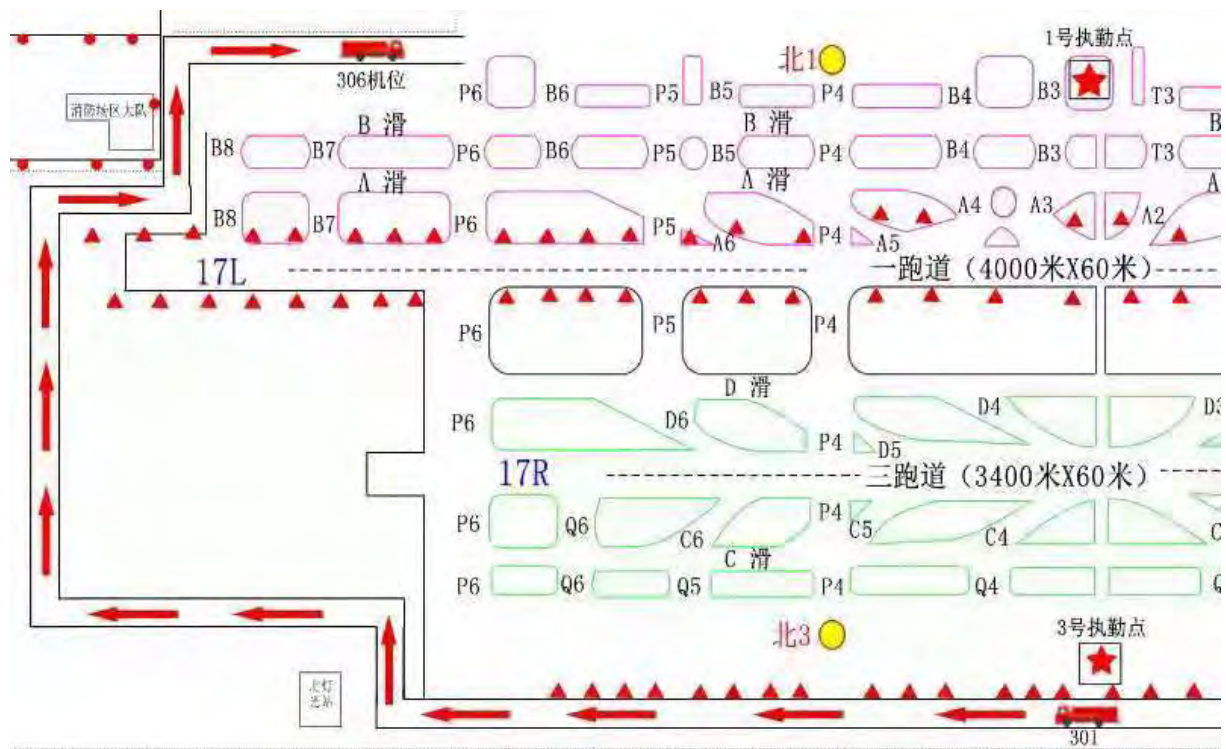 1号执勤点
北1
306机位
P6
B6
P5
B5
P4
B4
B3
T3
消防场区大队
B 滑
B 滑
B
B8
B7
P6
B6
P5
B5
P4
B4
B3
T3
A 滑
A 滑
A
B8
B7
P6
P5
A6
P4
A5
A4
A3
A2
17L
一跑道(4000米X60米)
P6
P5
P4
D 滑
P6
D6
P4
D5
D4
D3
17R
三跑道(3400米X60米)
P6
Q6
C6
P4
C5
C4
C
C 滑
P6
Q6
Q5
P4
Q4
Q
北3
3号执勤点
北灯
光站
301